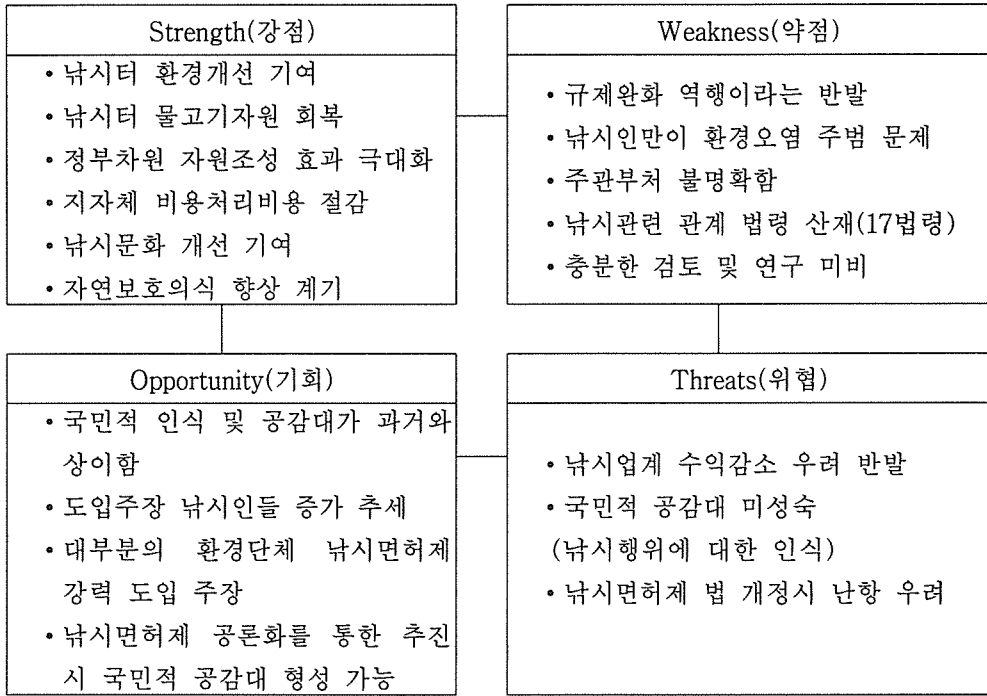 Strength(강점)
• 낚시터 환경개선 기여
• 낚시터 물고기자원 회복
• 정부차원 자원조성 효과 극대화
• 지자체 비용처리비용 절감
• 낚시문화 개선 기여
• 자연보호의식 향상 계기
Weakness(약점)
• 규제완화 역행이라는 반발
• 낚시인만이 환경오염 주범 문제
• 주관부처 불명확함
• 낚시관련 관계 법령 산재(17법령)
• 충분한 검토 및 연구 미비
Opportunity(기회)
• 국민적 인식 및 공감대가 과거와
상이함
• 도입주장 낚시인들 증가 추세
• 대부분의 환경단체 낚시면허제
강력 도입 주장
• 낚시면허제 공론화를 통한 추진
시 국민적 공감대 형성 가능
Threats(위협)
• 낚시업계 수익감소 우려 반발
• 국민적 공감대 미성숙
(낚시행위에 대한 인식)
• 낚시면허제 법 개정시 난항 우려